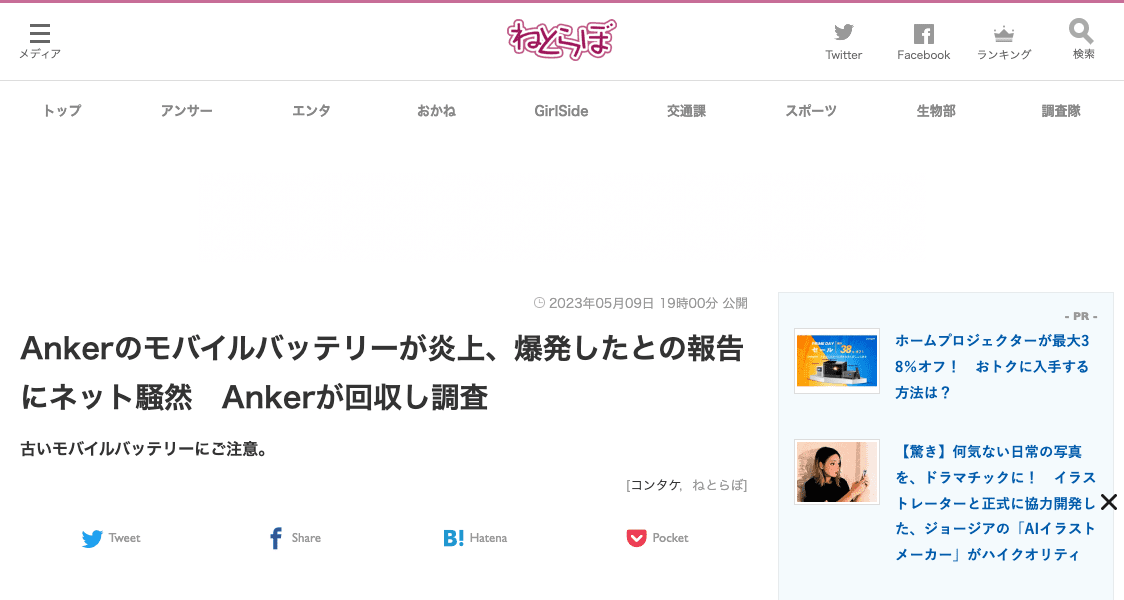 メディア
ねとらぼ
Twitter
Facebook
ランキング
検索
トップ
アンサー
エンタ
おかね
GirlSide
交通課
スポーツ
生物部
調査隊
2023年05月09日 19時00分 公開
Ankerのモバイルバッテリーが炎上、爆発したとの報告
にネット騒然　Ankerが回収し調査
古いモバイルバッテリーにご注意。
[コンタケ，ねとらぼ]
Tweet
Share
B! Hatena
Pocket
- PR -
ホームプロジェクターが最大3
8%オフ！　おトクに入手する
方法は？
【驚き】何気ない日常の写真
を、ドラマチックに！　イラス
トレーターと正式に協力開発し
た、ジョージアの「AIイラスト
メーカー」がハイクオリティ